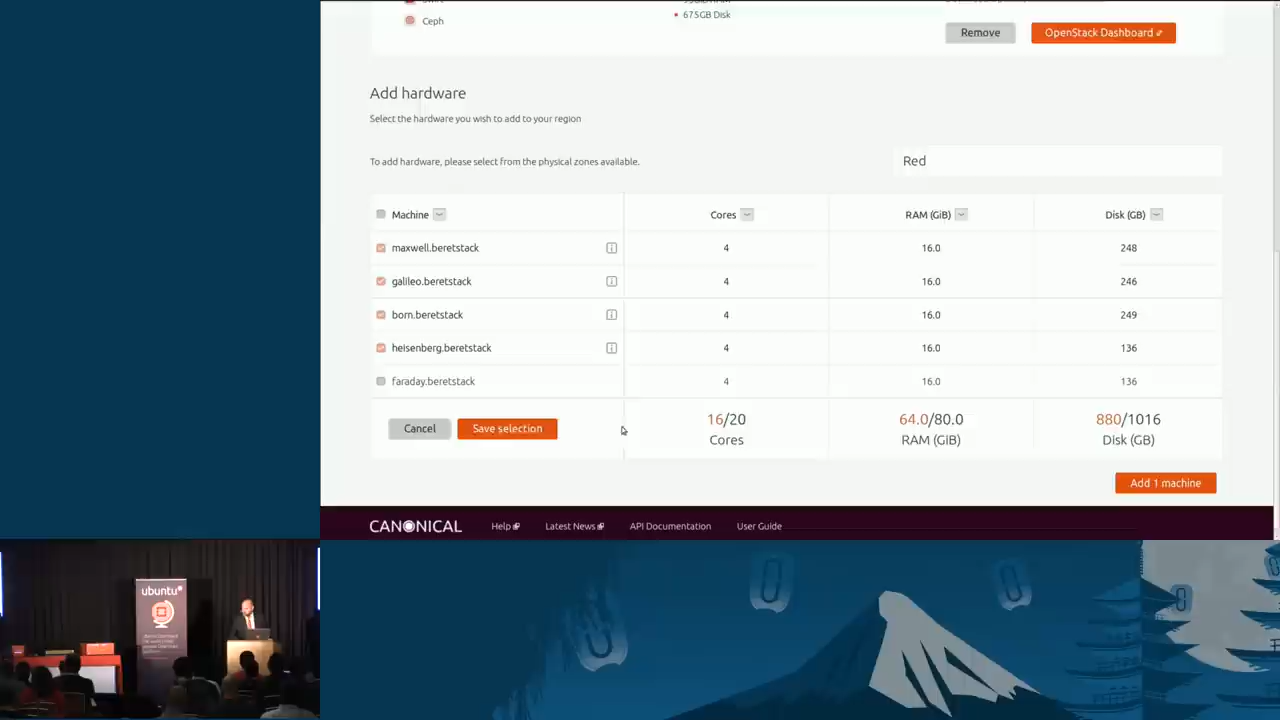 Ceph
675GB Disk
Remove
OpenStack Dashboard
Add hardware
Select the hardware you wish to add to your region
To add hardware, please select from the physical zones available.
Red
Machine Cores RAM (GiB) Disk (GB)
maxwell.beretstack 4 16.0 248
galileo.beretstack 4 16.0 246
born.beretstack 4 16.0 249
heisenberg.beretstack 4 16.0 136
faraday.beretstack 4 16.0 136
Cancel Save selection 16/20 64.0/80.0 880/1016
Cores RAM (GiB) Disk (GB)
Add 1 machine
CANONICAL Help Latest News API Documentation User Guide
ubuntu